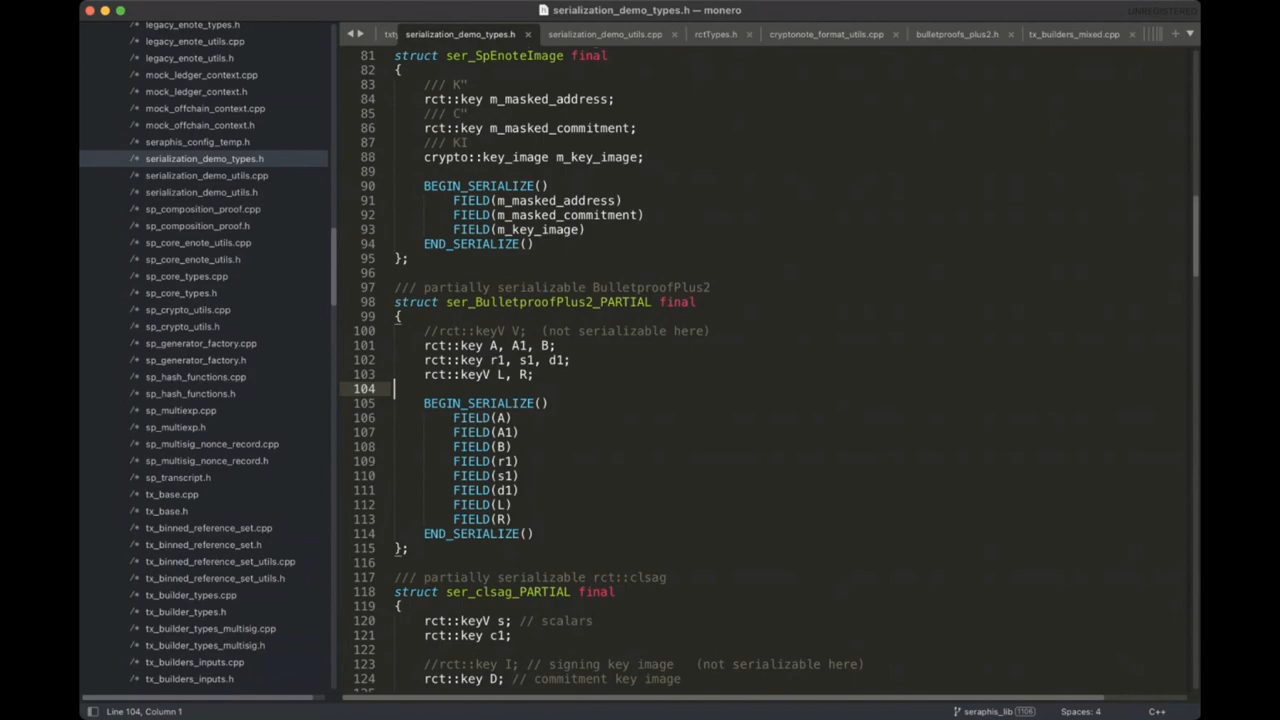 serialization_demo_types.h — monero
UNREGISTERED
serialization_demo_types.h
serialization_demo_utils.cpp
rctTypes.h
cryptonote_format_utils.cpp
bulletproofs_plus2.h
tx_builders_mixed.cpp
/* legacy_enote_types.h
/* legacy_enote_utils.cpp
/* legacy_enote_utils.h
/* mock_ledger_context.cpp
/* mock_ledger_context.h
/* mock_offchain_context.cpp
/* mock_offchain_context.h
/* seraphis_config_temp.h
/* serialization_demo_types.h
/* serialization_demo_utils.cpp
/* serialization_demo_utils.h
/* sp_composition_proof.cpp
/* sp_composition_proof.h
/* sp_core_enote_utils.cpp
/* sp_core_enote_utils.h
/* sp_core_types.cpp
/* sp_core_types.h
/* sp_crypto_utils.cpp
/* sp_crypto_utils.h
/* sp_generator_factory.cpp
/* sp_generator_factory.h
/* sp_hash_functions.cpp
/* sp_hash_functions.h
/* sp_multiexp.cpp
/* sp_multiexp.h
/* sp_multisig_nonce_record.cpp
/* sp_multisig_nonce_record.h
/* sp_transcript.h
/* tx_base.cpp
/* tx_base.h
/* tx_binned_reference_set.cpp
/* tx_binned_reference_set.h
/* tx_binned_reference_set_utils.cpp
/* tx_binned_reference_set_utils.h
/* tx_builder_types.cpp
/* tx_builder_types.h
/* tx_builder_types_multisig.cpp
/* tx_builder_types_multisig.h
/* tx_builders_inputs.cpp
/* tx_builders_inputs.h
81 struct ser_SpEnoteImage final
82 {
83 /// K"
84 rct::key m_masked_address;
85 /// C"
86 rct::key m_masked_commitment;
87 /// KI
88 crypto::key_image m_key_image;
89
90 BEGIN_SERIALIZE()
91 FIELD(m_masked_address)
92 FIELD(m_masked_commitment)
93 FIELD(m_key_image)
94 END_SERIALIZE()
95 };
96
97 /// partially serializable BulletproofPlus2
98 struct ser_BulletproofPlus2_PARTIAL final
99 {
100 //rct::keyV V; (not serializable here)
101 rct::key A, A1, B;
102 rct::key r1, s1, d1;
103 rct::keyV L, R;
104
105 BEGIN_SERIALIZE()
106 FIELD(A)
107 FIELD(A1)
108 FIELD(B)
109 FIELD(r1)
110 FIELD(s1)
111 FIELD(d1)
112 FIELD(L)
113 FIELD(R)
114 END_SERIALIZE()
115 };
116
117 /// partially serializable rct::clsag
118 struct ser_clsag_PARTIAL final
119 {
120 rct::keyV s; // scalars
121 rct::key c1;
122
123 //rct::key I; // signing key image (not serializable here)
124 rct::key D; // commitment key image
Line 104, Column 1
seraphis_lib 1106
Spaces: 4
C++